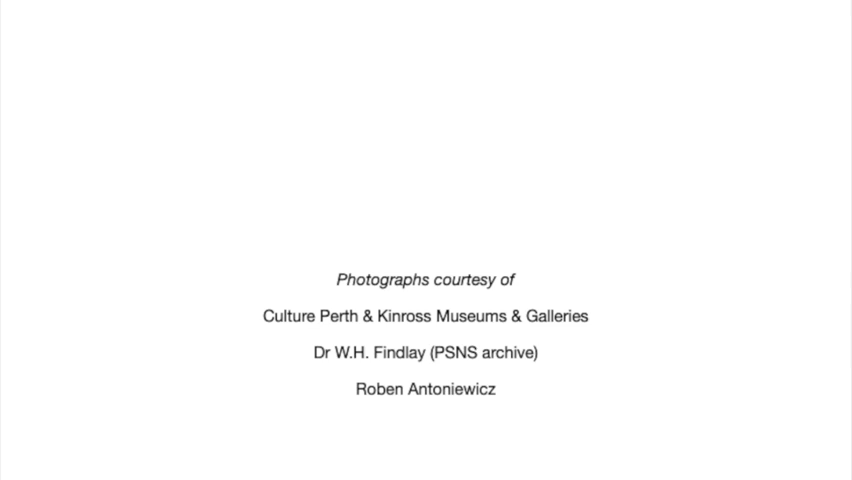 Photographs courtesy of
Culture Perth & Kinross Museums & Galleries
Dr W.H. Findlay (PSNS archive)
Roben Antoniewicz